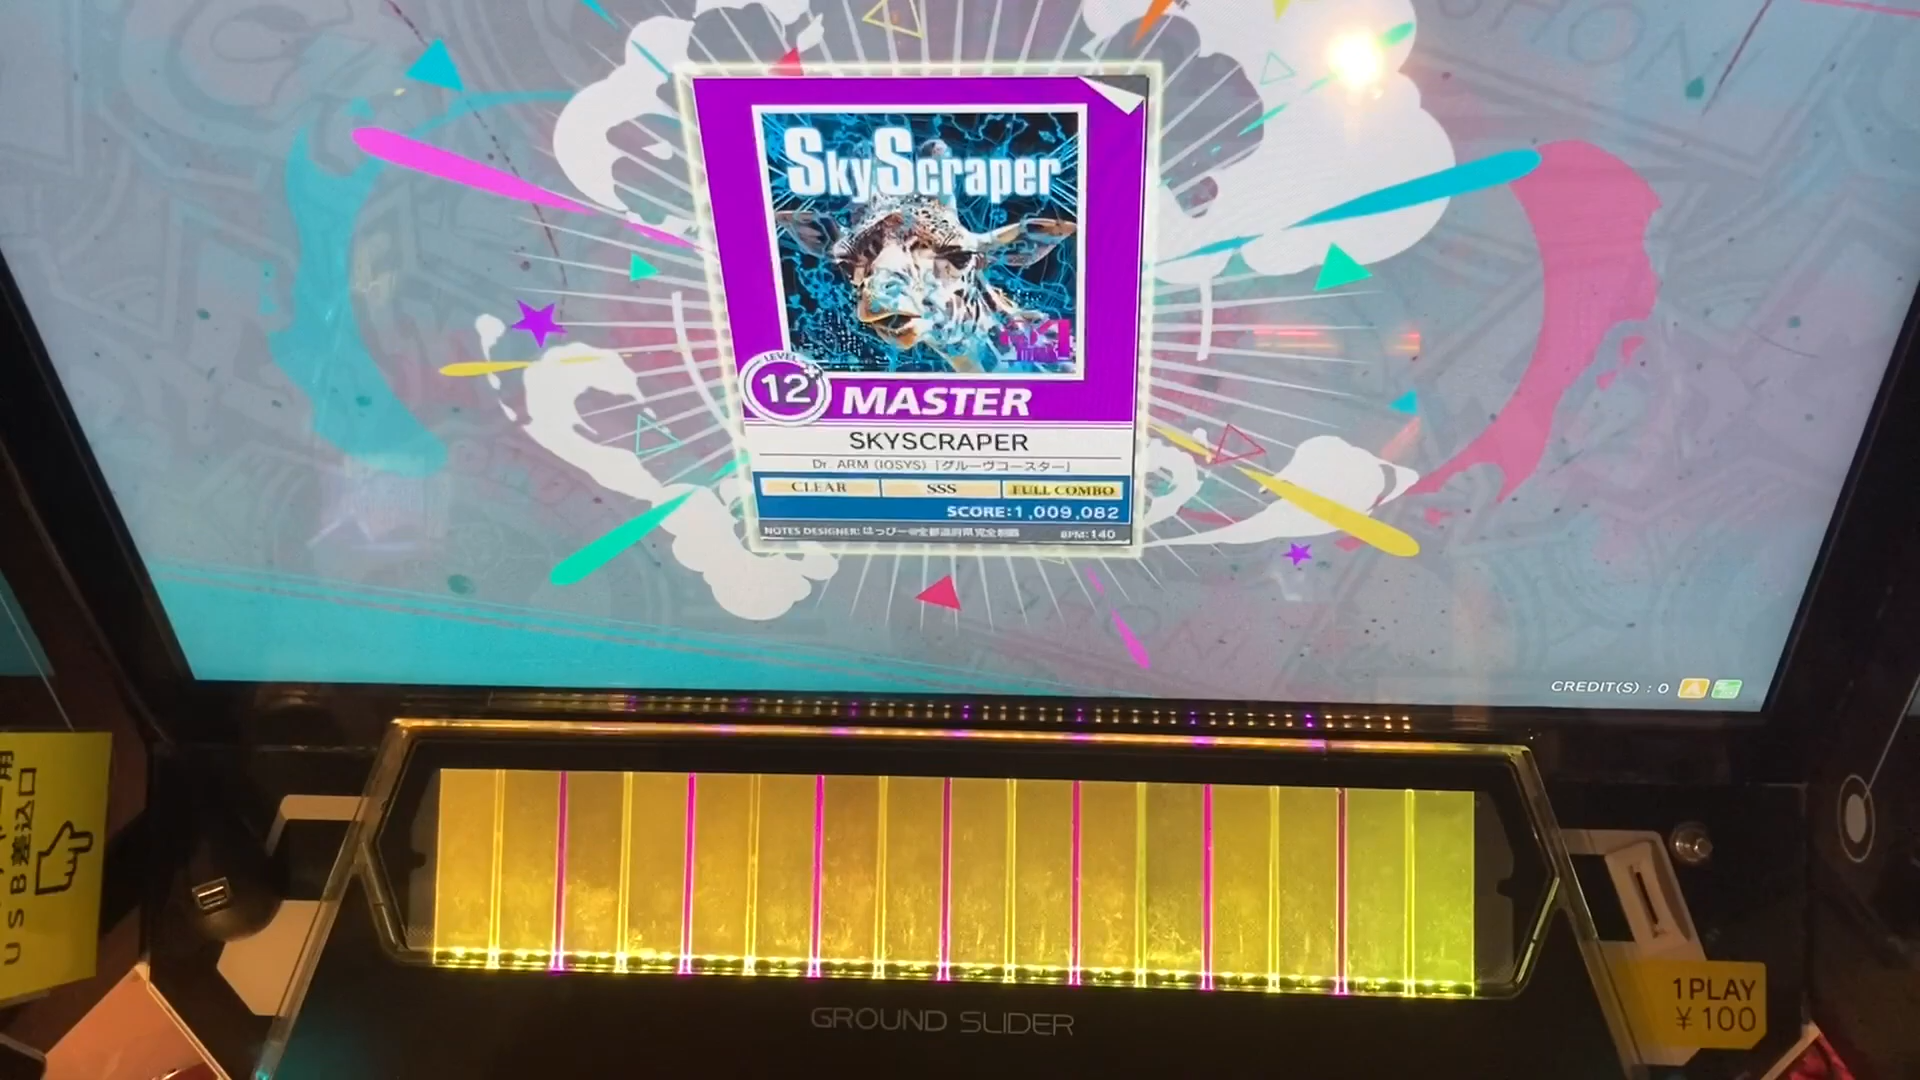 SkyScraper
LEVEL
12+
MASTER
SKYSCRAPER
Dr. ARM (IOSYS)「グルーヴコースター」
CLEAR SSS FULL COMBO
SCORE:1,009,082
NOTES DESIGNER: はっぴー@全都道府県完全制覇 BPM:140
CREDIT(S) : 0
USB差込口
GROUND SLIDER
1PLAY
¥100